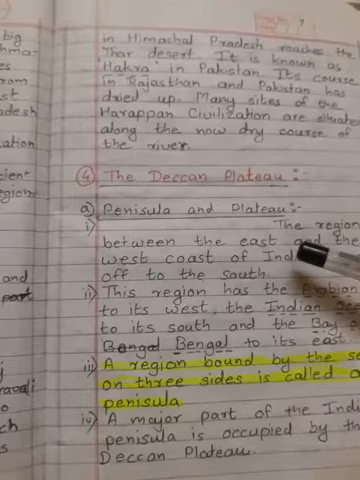 big
in Himachal Pradesh reaches the
Thar desert. It is known as
'Hakra' in Pakistan Its course
in Rajasthan and Pakistan has
dried up. Many sites of the
Harappan Civilization are situated
along the now dry course of
the river.
4 The Deccan Plateau :-
a) Penisula and Plateau:-
i) The region
between the east and the
west coast of
off to the south.
ii) This region has the
to its west, the Indian
to its south and the Bay
Bengal Bengal to its east.
iii) A region bound by the se
on three sides is called a
penisula
iv) A major part of the Indi
penisula is occupied by th
Deccan Plateau.